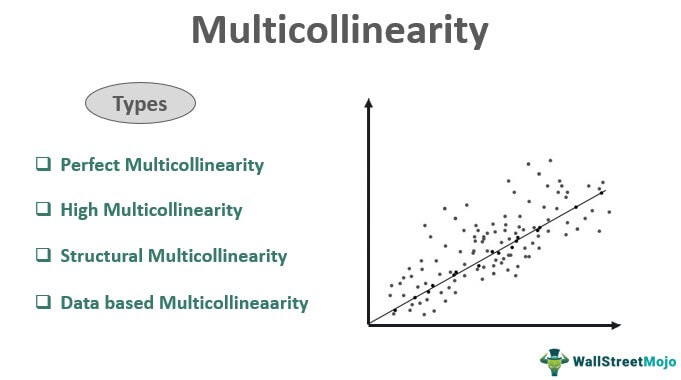 Multicollinearity
Types
Perfect Multicollinearity
High Multicollinearity
Structural Multicollinearity
Data based Multicollineaarity
WallStreetMojo